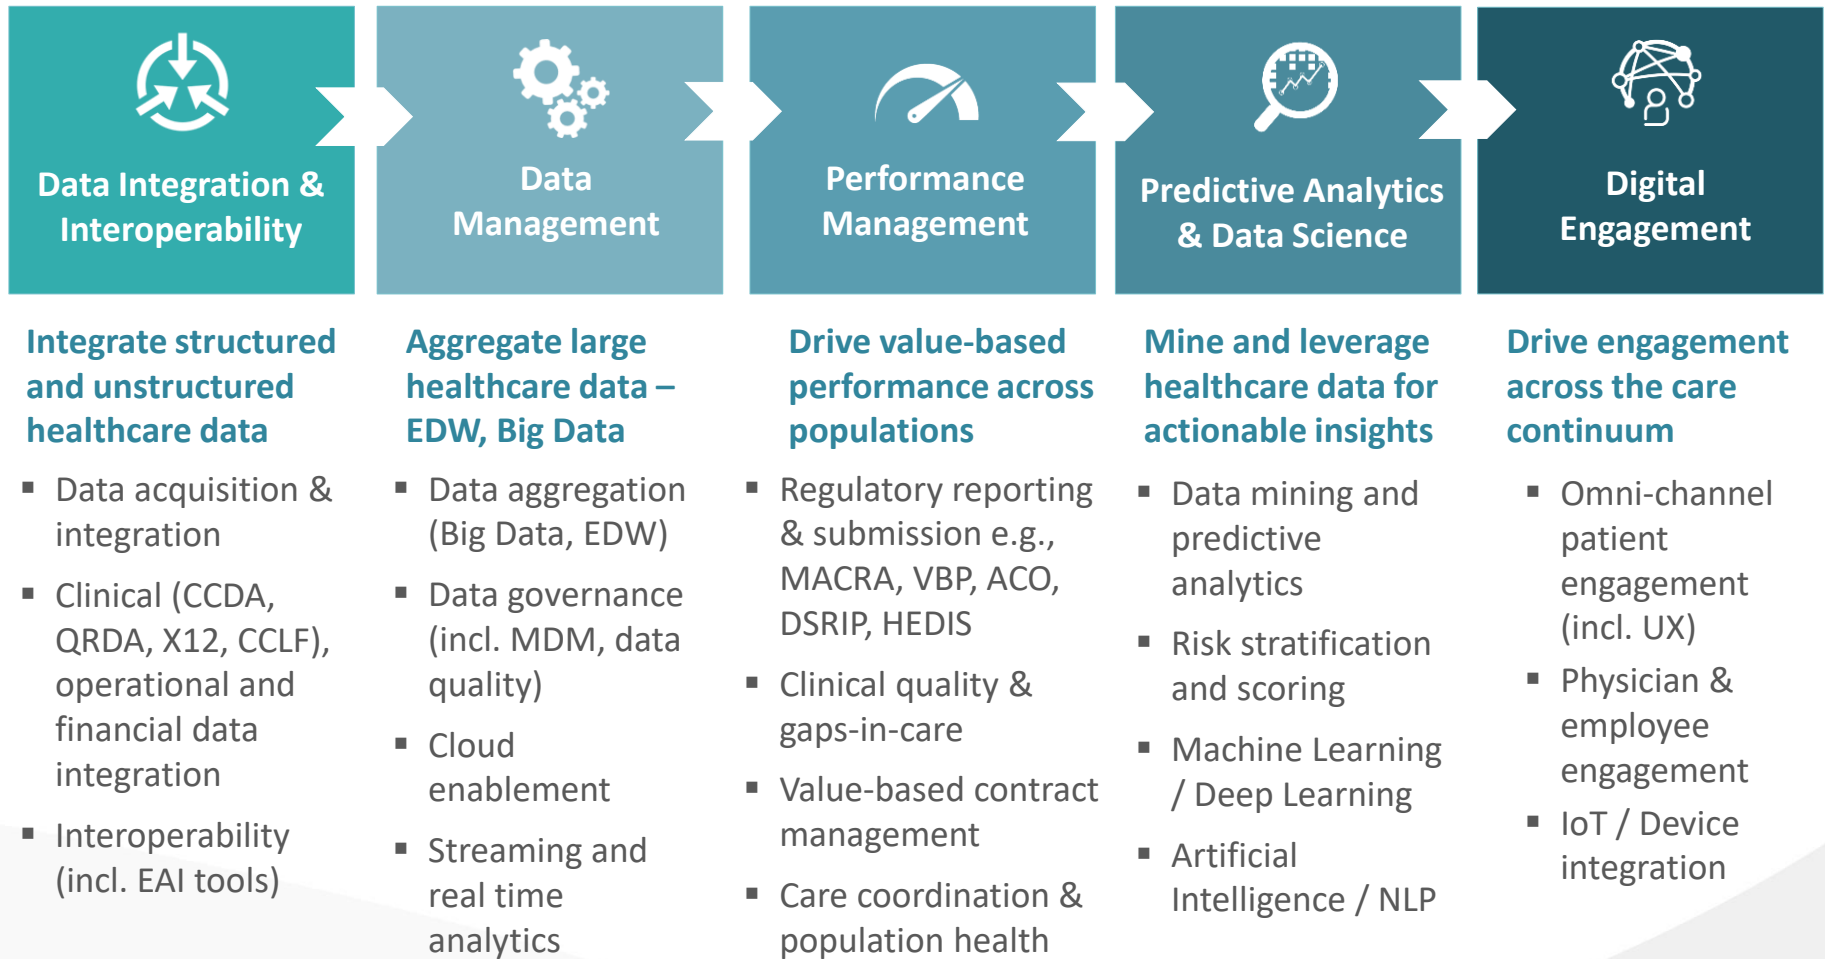 Data Integration &
Interoperability
Data
Management
Performance
Management
Predictive Analytics
& Data Science
Digital
Engagement
Integrate structured
and unstructured
healthcare data
▪ Data acquisition &
integration
▪ Clinical (CCDA,
QRDA, X12, CCLF),
operational and
financial data
integration
▪ Interoperability
(incl. EAI tools)
Aggregate large
healthcare data –
EDW, Big Data
▪ Data aggregation
(Big Data, EDW)
▪ Data governance
(incl. MDM, data
quality)
▪ Cloud
enablement
▪ Streaming and
real time
analytics
Drive value-based
performance across
populations
▪ Regulatory reporting
& submission e.g.,
MACRA, VBP, ACO,
DSRIP, HEDIS
▪ Clinical quality &
gaps-in-care
▪ Value-based contract
management
▪ Care coordination &
population health
Mine and leverage
healthcare data for
actionable insights
▪ Data mining and
predictive
analytics
▪ Risk stratification
and scoring
▪ Machine Learning
/ Deep Learning
▪ Artificial
Intelligence / NLP
Drive engagement
across the care
continuum
▪ Omni-channel
patient
engagement
(incl. UX)
▪ Physician &
employee
engagement
▪ IoT / Device
integration